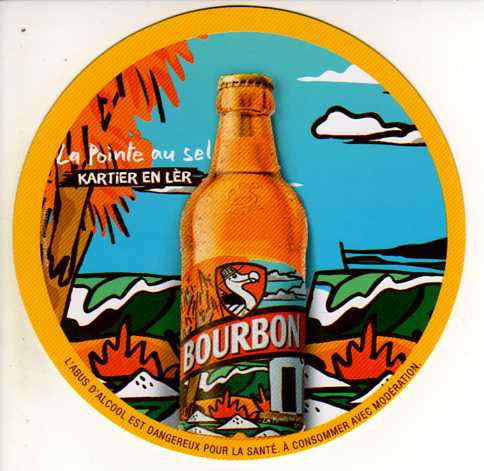 La Pointe au sel
KARTIER EN LÈR
BOURBON
L'ABUS D'ALCOOL EST DANGEREUX POUR LA SANTÉ. À CONSOMMER AVEC MODÉRATION.